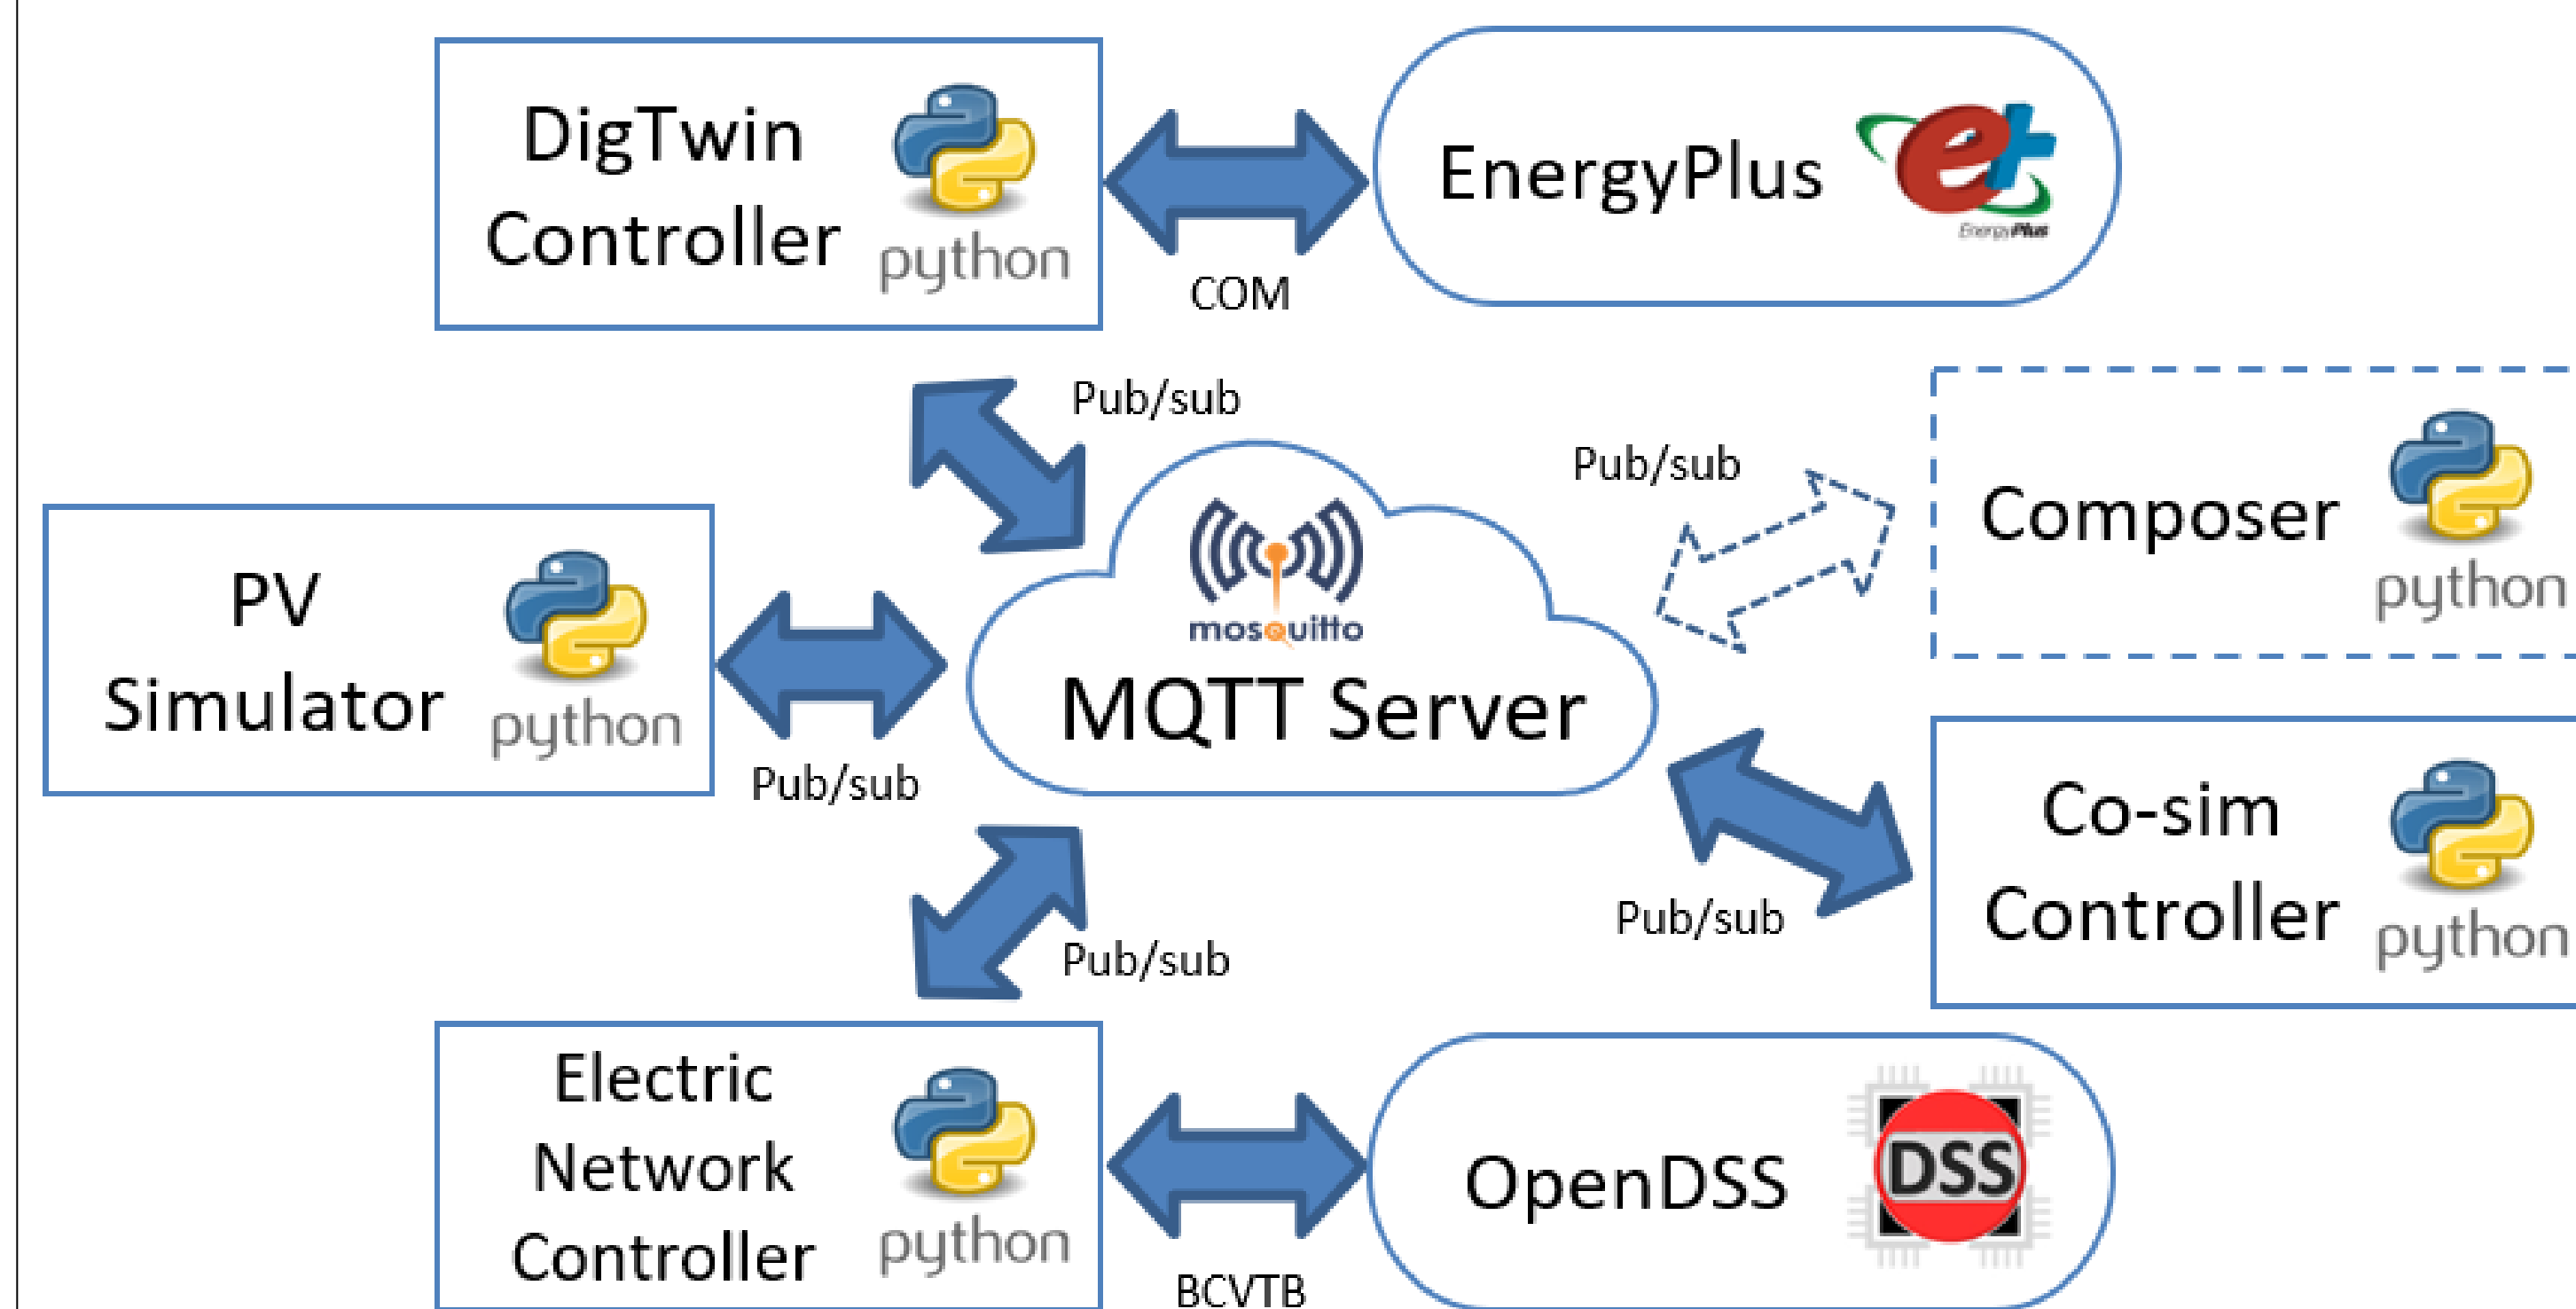 DigTwin
Controller
python
COM
EnergyPlus
EnergyPlus
Pub/sub
Pub/sub
Composer
python
PV
Simulator
python
Pub/sub
mosquitto
MQTT Server
Co-sim
Controller
python
Pub/sub
Pub/sub
Electric
Network
Controller
python
BCVTB
OpenDSS
DSS